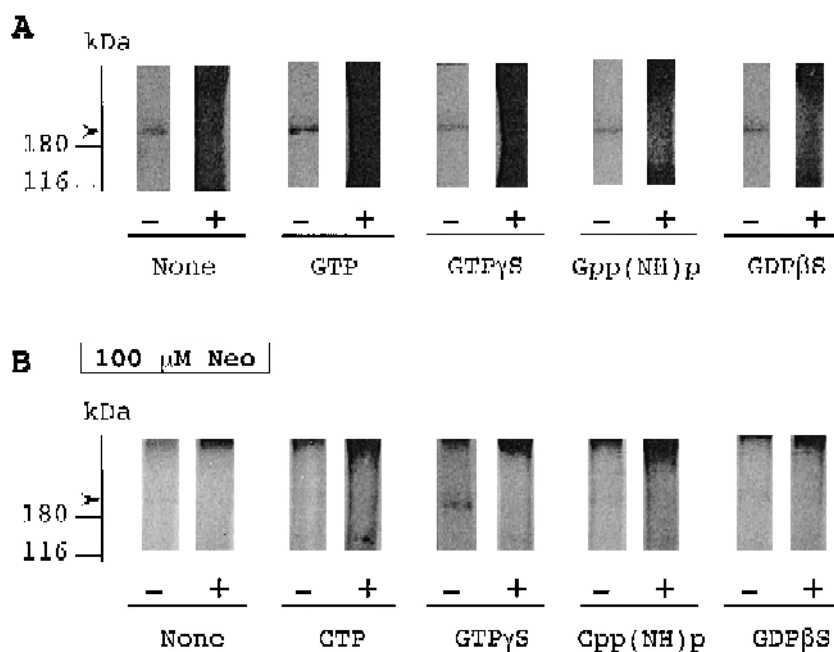 A
kDa
180
116
− + − + − + − + − +
None GTP GTPγS Gpp(NH)p GDPβS
B 100 μM Neo
kDa
180
116
− + − + − + − + − +
None GTP GTPγS Gpp(NH)p GDPβS